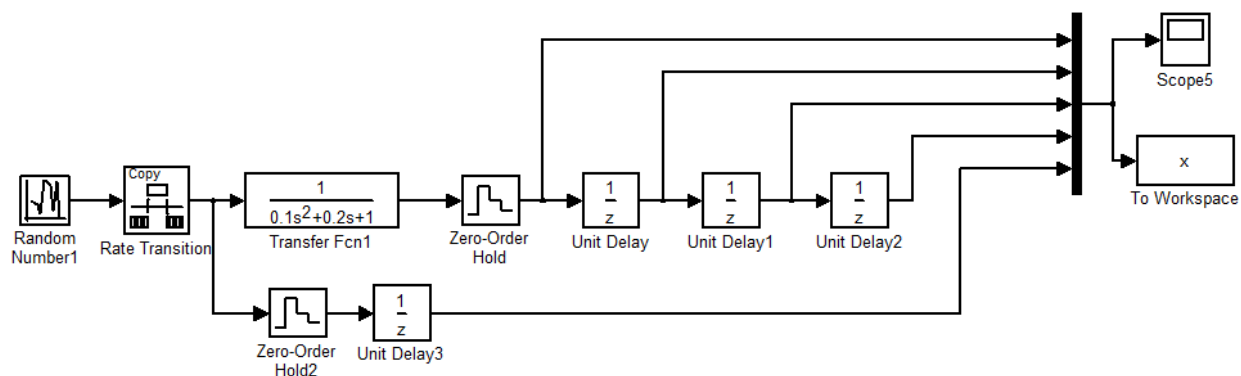 Scope5
x
To Workspace
Copy
Rate Transition
Random
Number1
1
0.1s²+0.2s+1
Transfer Fcn1
Zero-Order
Hold
1
z
Unit Delay
1
z
Unit Delay1
1
z
Unit Delay2
Zero-Order
Hold2
1
z
Unit Delay3